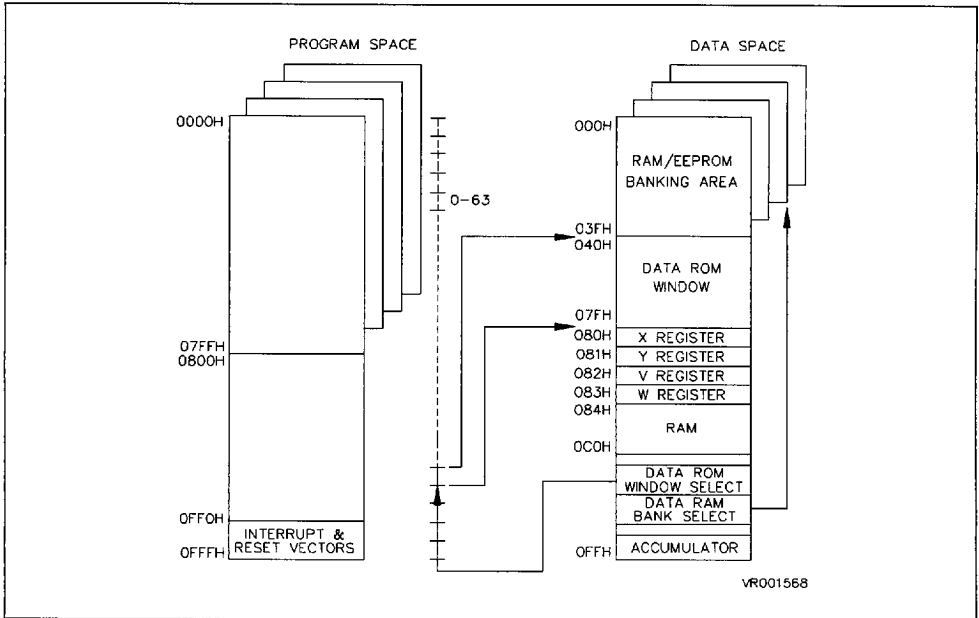 PROGRAM SPACE
0000H
0-63
07FFH
0800H
0FF0H
INTERRUPT &
RESET VECTORS
0FFFH
DATA SPACE
000H
RAM/EEPROM
BANKING AREA
03FH
040H
DATA ROM
WINDOW
07FH
080H
X REGISTER
081H
Y REGISTER
082H
V REGISTER
083H
W REGISTER
084H
RAM
0C0H
DATA ROM
WINDOW SELECT
DATA RAM
BANK SELECT
0FFH
ACCUMULATOR
VR001568